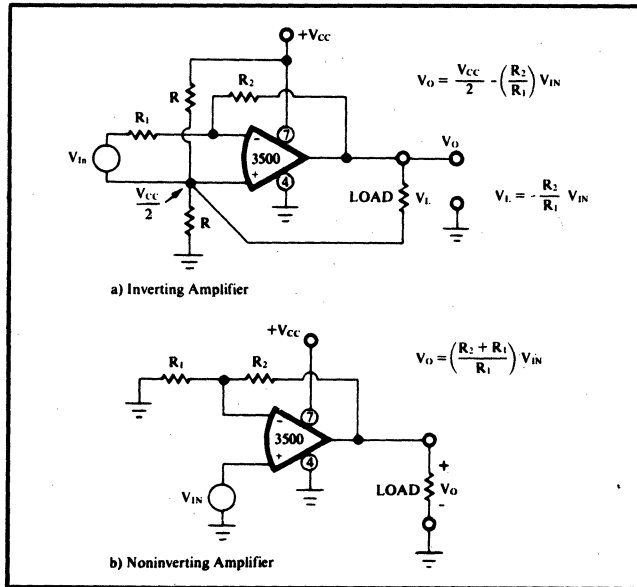 +VCC
R2
R
R1
VIn
-
+
3500
7
4
VCC/2
R
LOAD
VL
VO
VO = VCC/2 - (R2/R1) VIN
VL = - R2/R1 VIN
a) Inverting Amplifier
+VCC
R1
R2
-
+
3500
7
4
VIN
LOAD
+
VO
-
VO = (R2 + R1/R1) VIN
b) Noninverting Amplifier